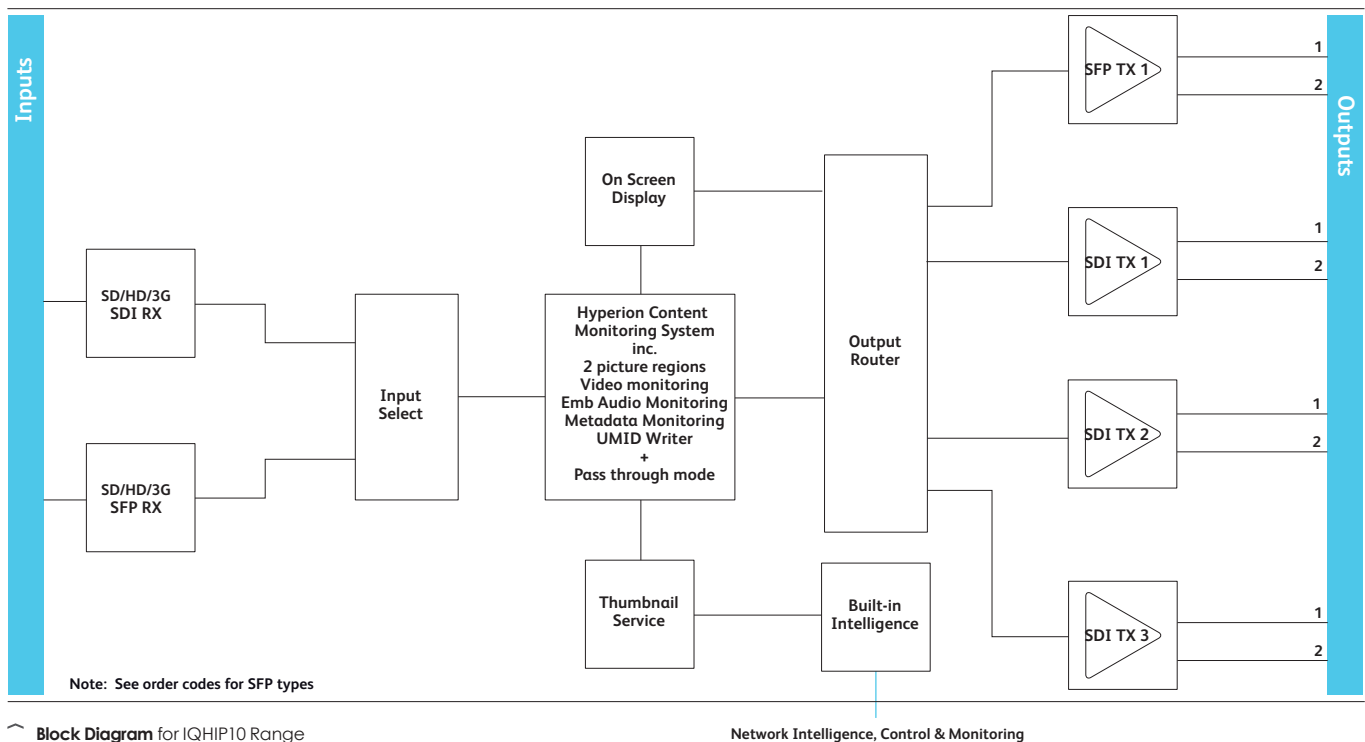 Inputs
SD/HD/3G
SDI RX
SD/HD/3G
SFP RX
Input
Select
On Screen
Display
Hyperion Content
Monitoring System
inc.
2 picture regions
Video monitoring
Emb Audio Monitoring
Metadata Monitoring
UMID Writer
+
Pass through mode
Thumbnail
Service
Built-in
Intelligence
Output
Router
SFP TX 1
1
2
SDI TX 1
1
2
SDI TX 2
1
2
SDI TX 3
1
2
Outputs
Note: See order codes for SFP types
Block Diagram for IQHIP10 Range
Network Intelligence, Control & Monitoring